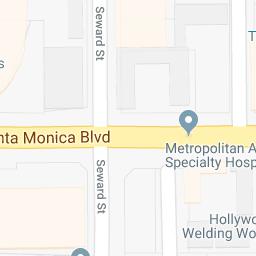 Seward St
T
s
nta Monica Blvd
Metropolitan A
Specialty Hosp
Seward St
Hollywo
Welding Wo